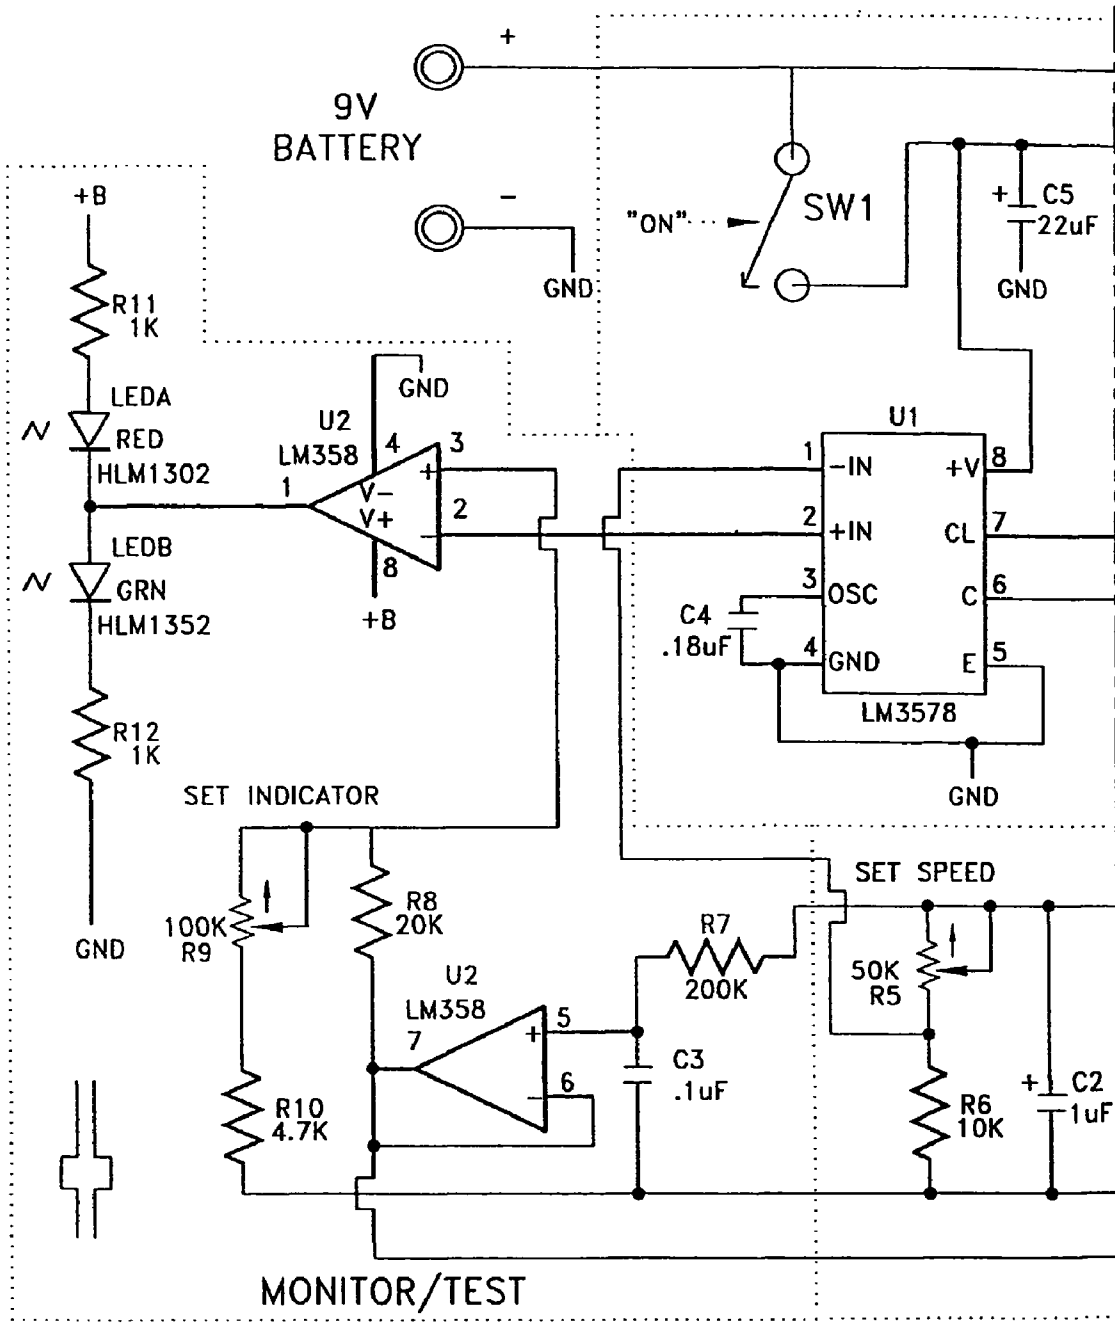 +
9V
BATTERY
-
GND
+B
R11
1K
LEDA
RED
HLM1302
LEDB
GRN
HLM1352
R12
1K
GND
"ON"
SW1
+
C5
22uF
GND
GND
U2
LM358
4
3
+
1
V-
V+
2
-
8
+B
U1
1
-IN
+V
8
2
+IN
CL
7
3
OSC
C
6
C4
.18uF
4
GND
E
5
LM3578
GND
SET INDICATOR
100K
R9
R8
20K
R7
200K
SET SPEED
50K
R5
U2
LM358
7
5
+
6
-
C3
.1uF
R10
4.7K
R6
10K
+
C2
1uF
MONITOR/TEST